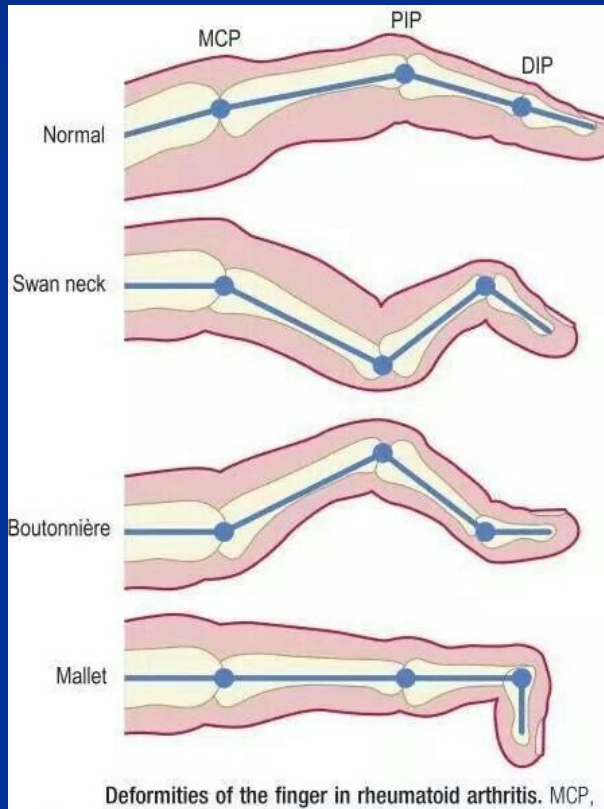 MCP
PIP
DIP
Normal
Swan neck
Boutonnière
Mallet
Deformities of the finger in rheumatoid arthritis. MCP,